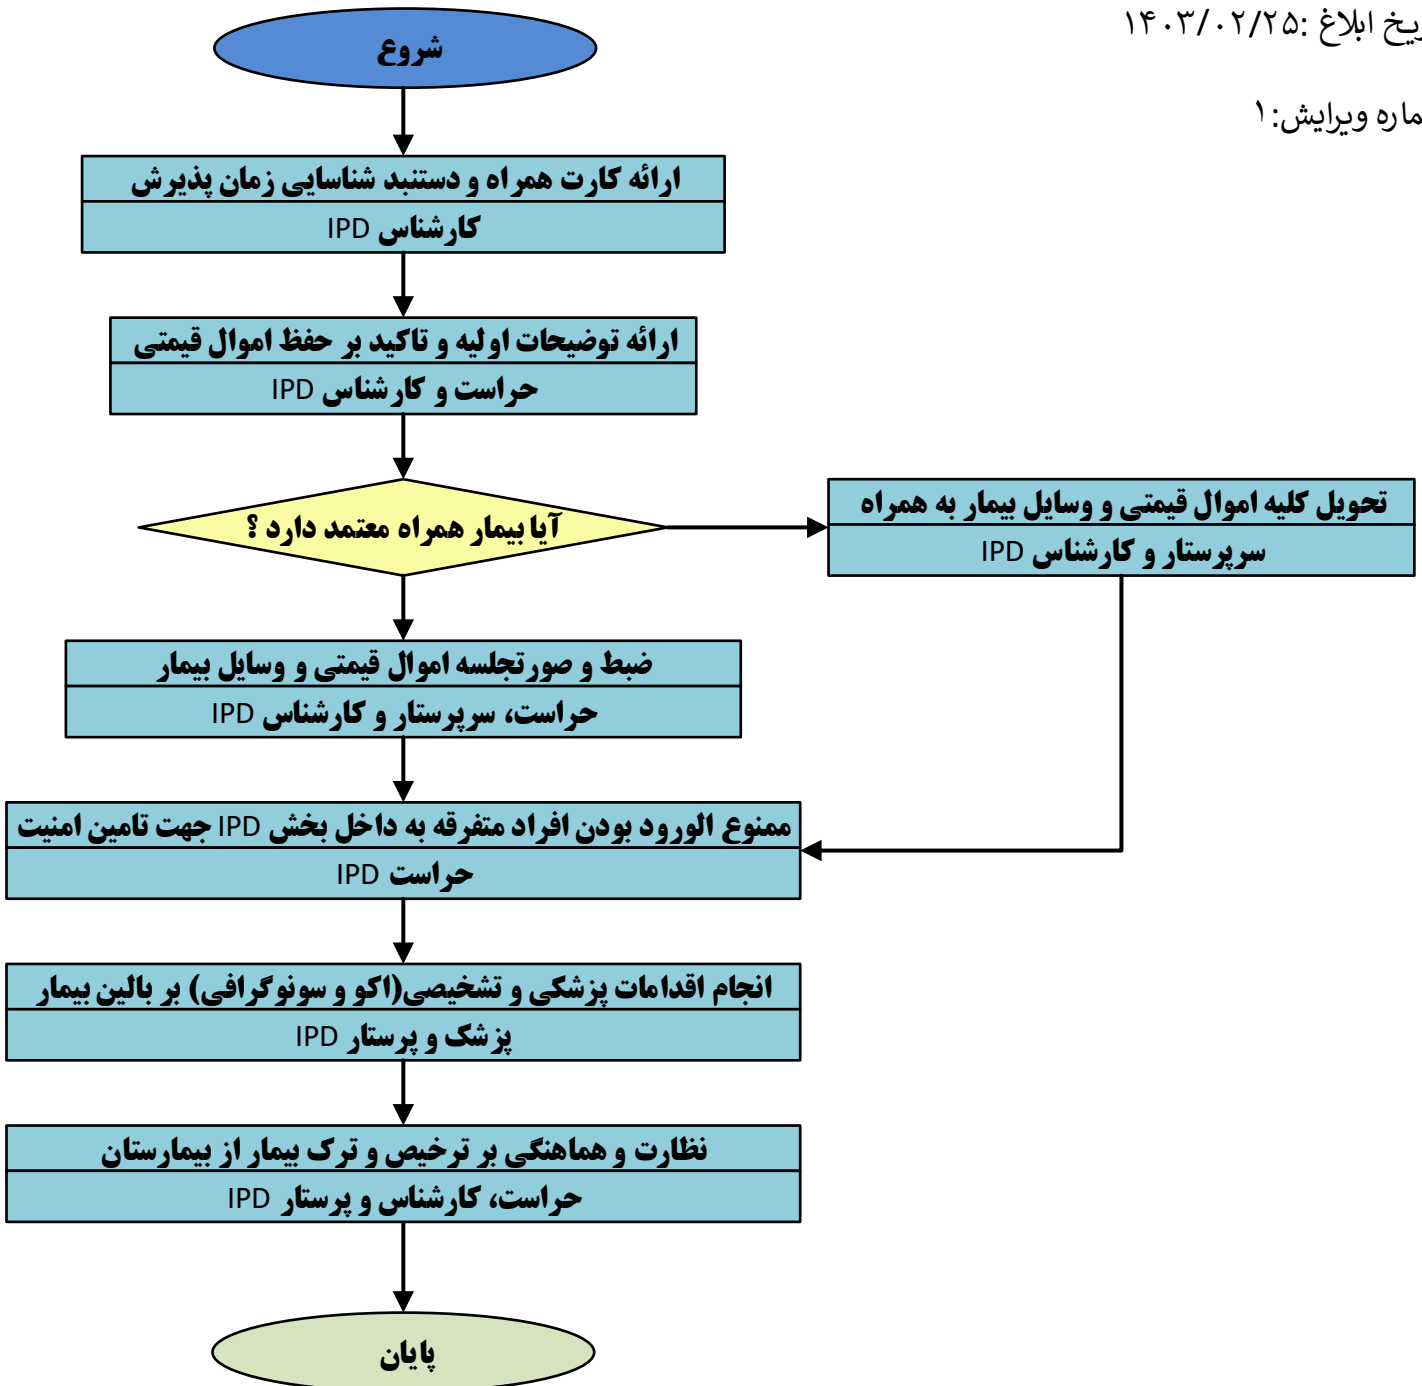 ریخ ابلاغ :۱۴۰۳/۰۲/۲۵
ماره ویرایش:۱
شروع
ارائه کارت همراه و دستنبد شناسایی زمان پذیرش
کارشناس IPD
ارائه توضیحات اولیه و تاکید بر حفظ اموال قیمتی
حراست و کارشناس IPD
آیا بیمار همراه معتمد دارد ؟
تحویل کلیه اموال قیمتی و وسایل بیمار به همراه
سرپرستار و کارشناس IPD
ضبط و صورتجلسه اموال قیمتی و وسایل بیمار
حراست، سرپرستار و کارشناس IPD
ممنوع الورود بودن افراد متفرقه به داخل بخش IPD جهت تامین امنیت
حراست IPD
انجام اقدامات پزشکی و تشخیصی(اکو و سونوگرافی) بر بالین بیمار
پزشک و پرستار IPD
نظارت و هماهنگی بر ترخیص و ترک بیمار از بیمارستان
حراست، کارشناس و پرستار IPD
پایان